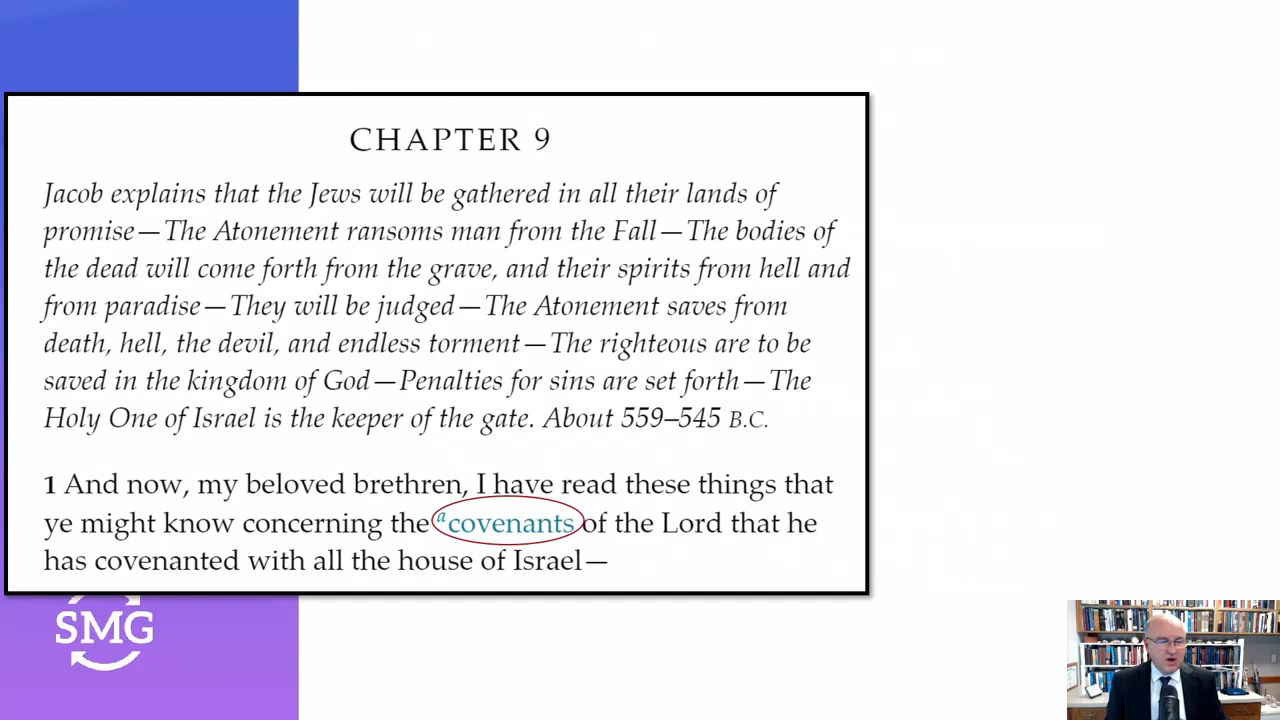 CHAPTER 9
Jacob explains that the Jews will be gathered in all their lands of
promise—The Atonement ransoms man from the Fall—The bodies of
the dead will come forth from the grave, and their spirits from hell and
from paradise—They will be judged—The Atonement saves from
death, hell, the devil, and endless torment—The righteous are to be
saved in the kingdom of God—Penalties for sins are set forth—The
Holy One of Israel is the keeper of the gate. About 559–545 B.C.
1 And now, my beloved brethren, I have read these things that
ye might know concerning the a covenants of the Lord that he
has covenanted with all the house of Israel—
SMG